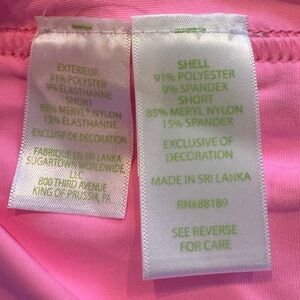 EXTÉRIEUR
91% POLYESTER
9% ÉLASTHANNE
SHORT
85% MERYL® NYLON
15% ÉLASTHANNE
EXCLUSIF DE DÉCORATION
FABRIQUÉ EN SRI LANKA
SUGARTOWN WORLDWIDE,
LLC
800 THIRD AVENUE
KING OF PRUSSIA, PA
SHELL
91% POLYESTER
9% SPANDEX
SHORT
85% MERYL® NYLON
15% SPANDEX
EXCLUSIVE OF
DECORATION
MADE IN SRI LANKA
RN#88189
SEE REVERSE
FOR CARE